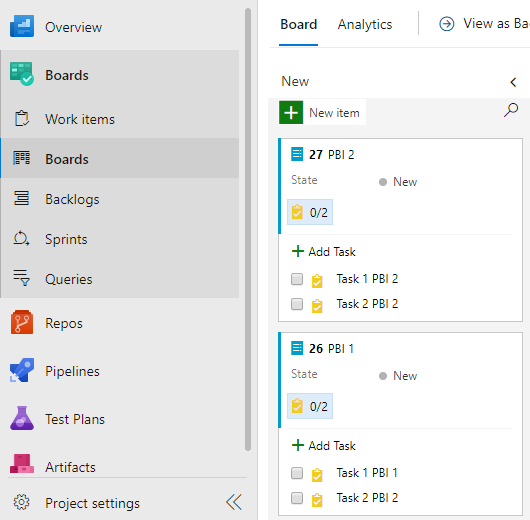 Overview
Boards
Work items
Boards
Backlogs
Sprints
Queries
Repos
Pipelines
Test Plans
Artifacts
Project settings
Board Analytics View as Ba
New
New item
27 PBI 2
State New
0/2
Add Task
Task 1 PBI 2
Task 2 PBI 2
26 PBI 1
State New
0/2
Add Task
Task 1 PBI 1
Task 2 PBI 2